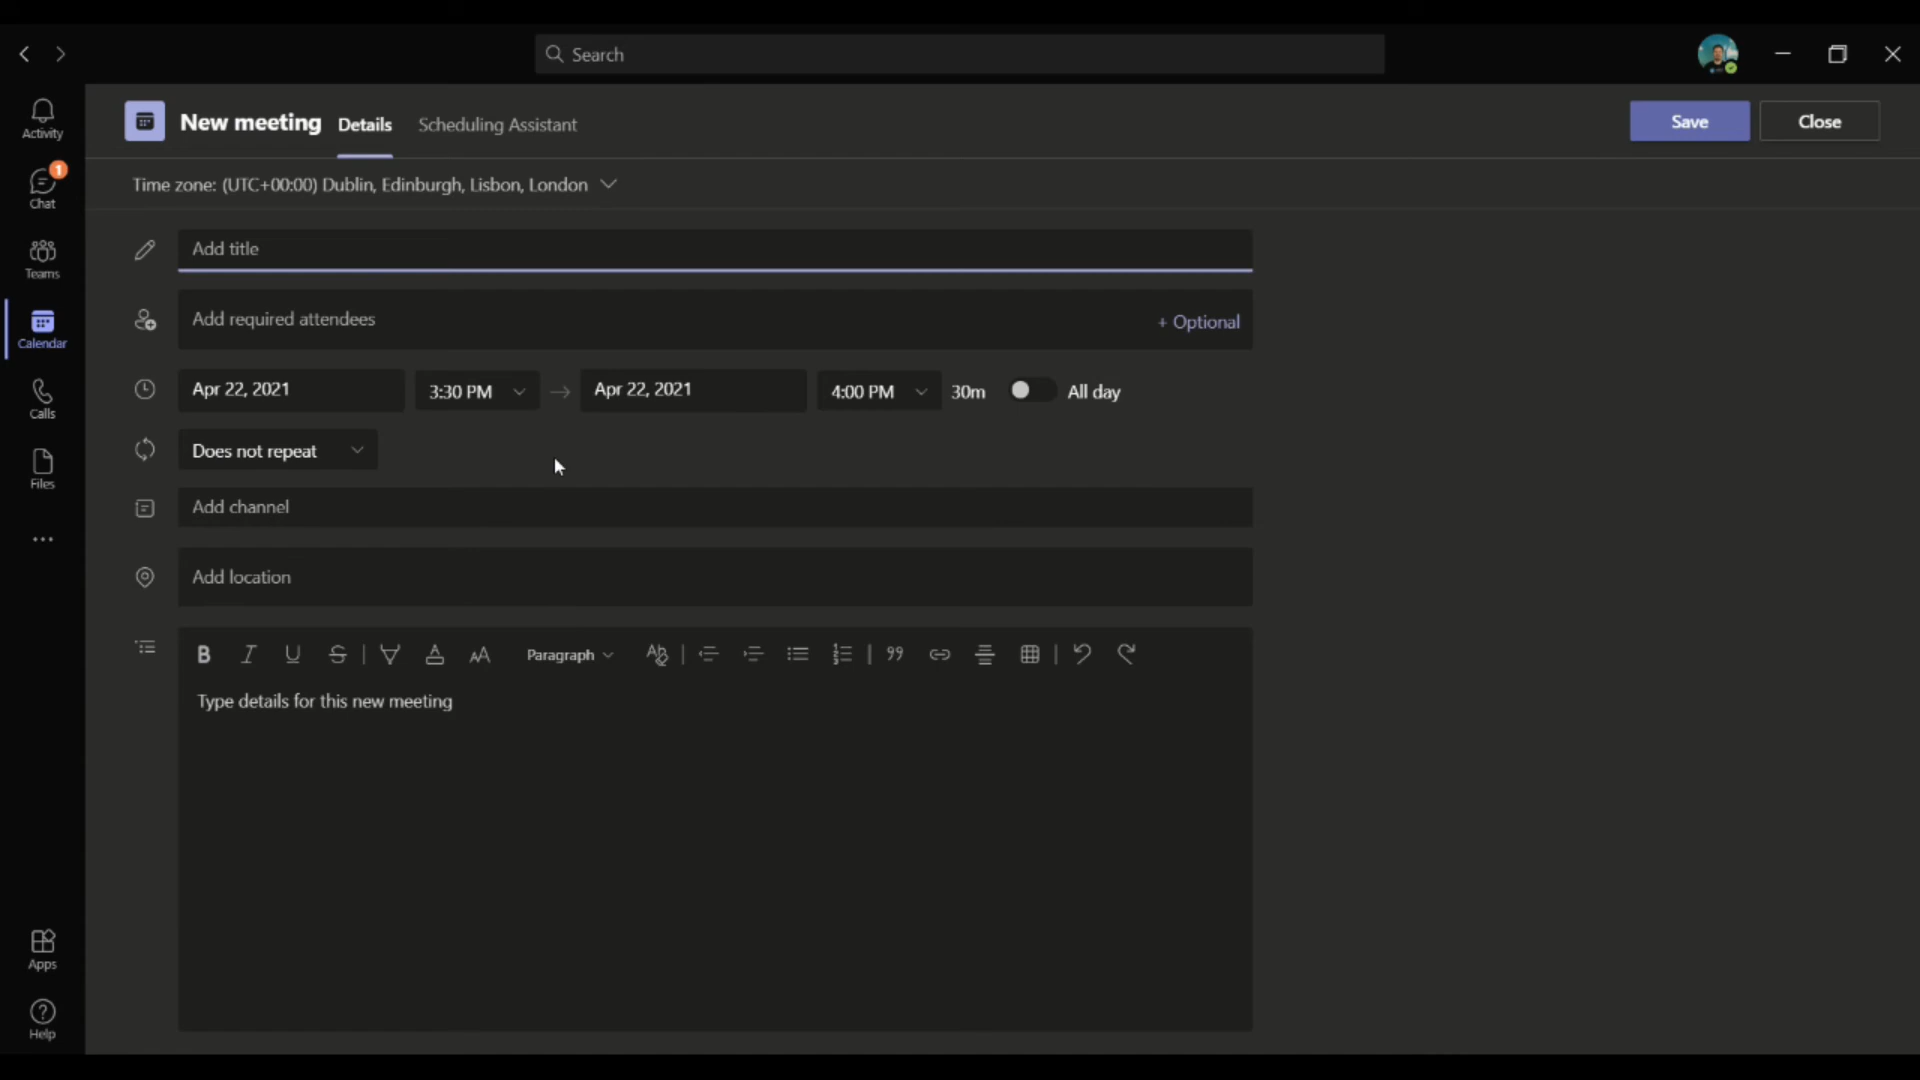 Search
Activity
1
Chat
Teams
Calendar
Calls
Files
Apps
Help
New meeting Details Scheduling Assistant Save Close
Time zone: (UTC+00:00) Dublin, Edinburgh, Lisbon, London
Add title
Add required attendees + Optional
Apr 22, 2021 3:30 PM → Apr 22, 2021 4:00 PM 30m All day
Does not repeat
Add channel
Add location
B I U S A AA Paragraph Ab
Type details for this new meeting